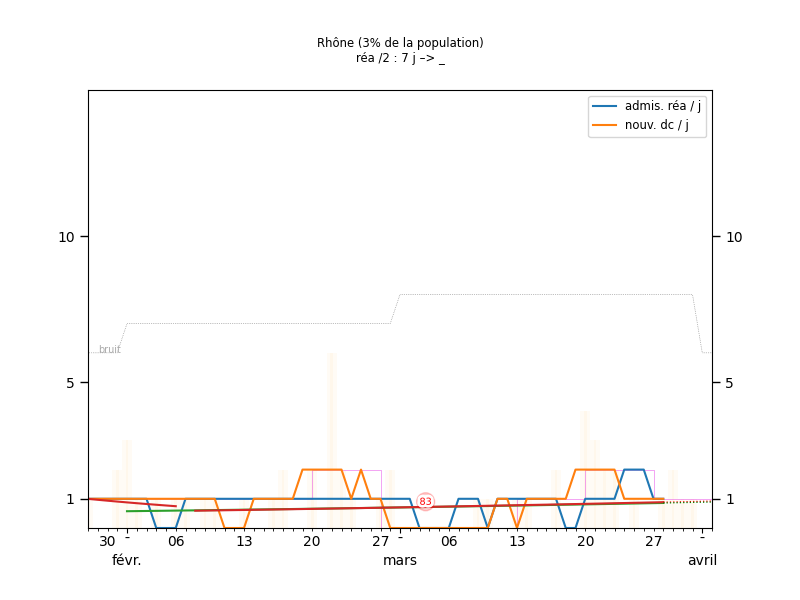 Rhône (3% de la population)
réa /2 : 7 j –> _
admis. réa / j
nouv. dc / j
10 10
bruit
5 5
83
1 1
30 - 06 13 20 27 - 06 13 20 27 -
févr. mars avril